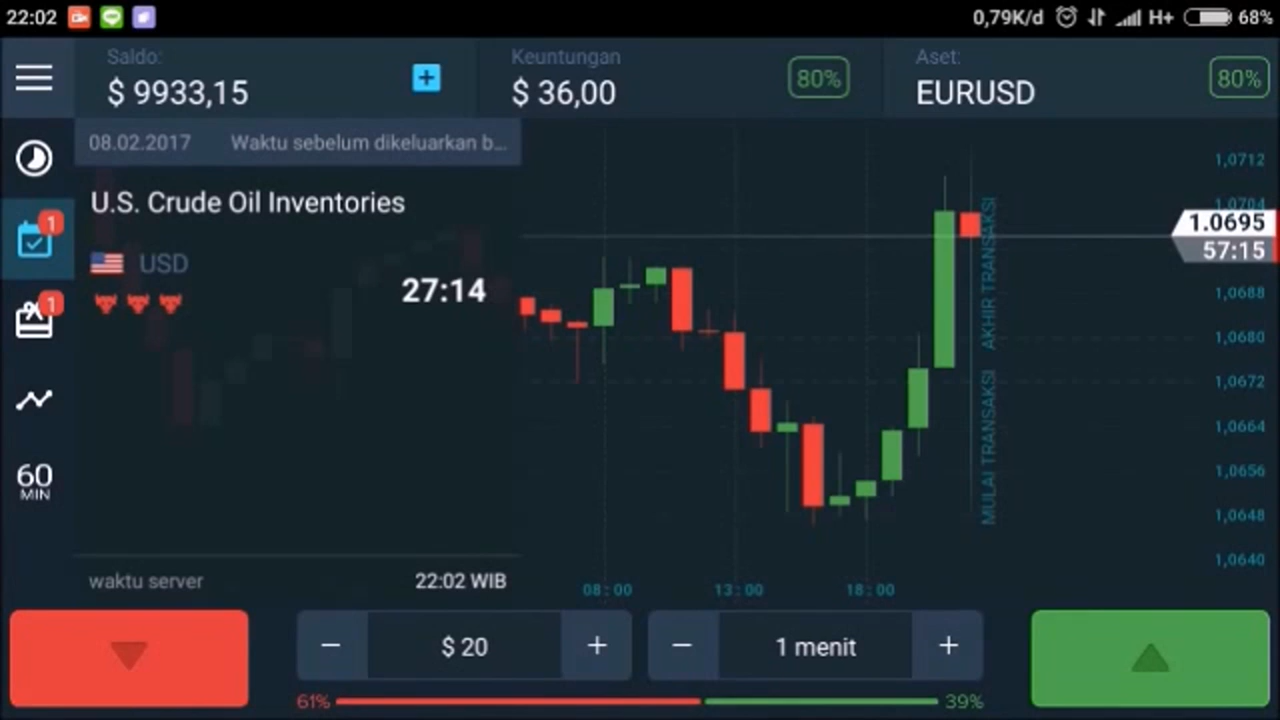 22:02
0,79K/d H+ 68%
Saldo:
$ 9933,15
Keuntungan
$ 36,00
80%
Aset:
EURUSD
80%
08.02.2017 Waktu sebelum dikeluarkan b...
U.S. Crude Oil Inventories
USD
27:14
1
1
60
MIN
waktu server 22:02 WIB
1,0712
1,0704
1.0695
57:15
1,0688
1,0680
1,0672
1,0664
1,0656
1,0648
1,0640
AKHIR TRANSAKSI
MULAI TRANSAKSI
08:00 13:00 18:00
− $ 20 +
− 1 menit +
61% 39%